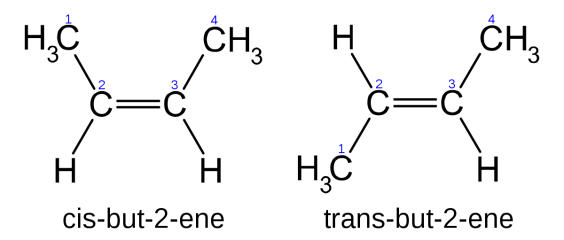 1 4 4
H3C CH3 H CH3
2 3 2 3
C C C C
1
H H H3C H
cis-but-2-ene trans-but-2-ene